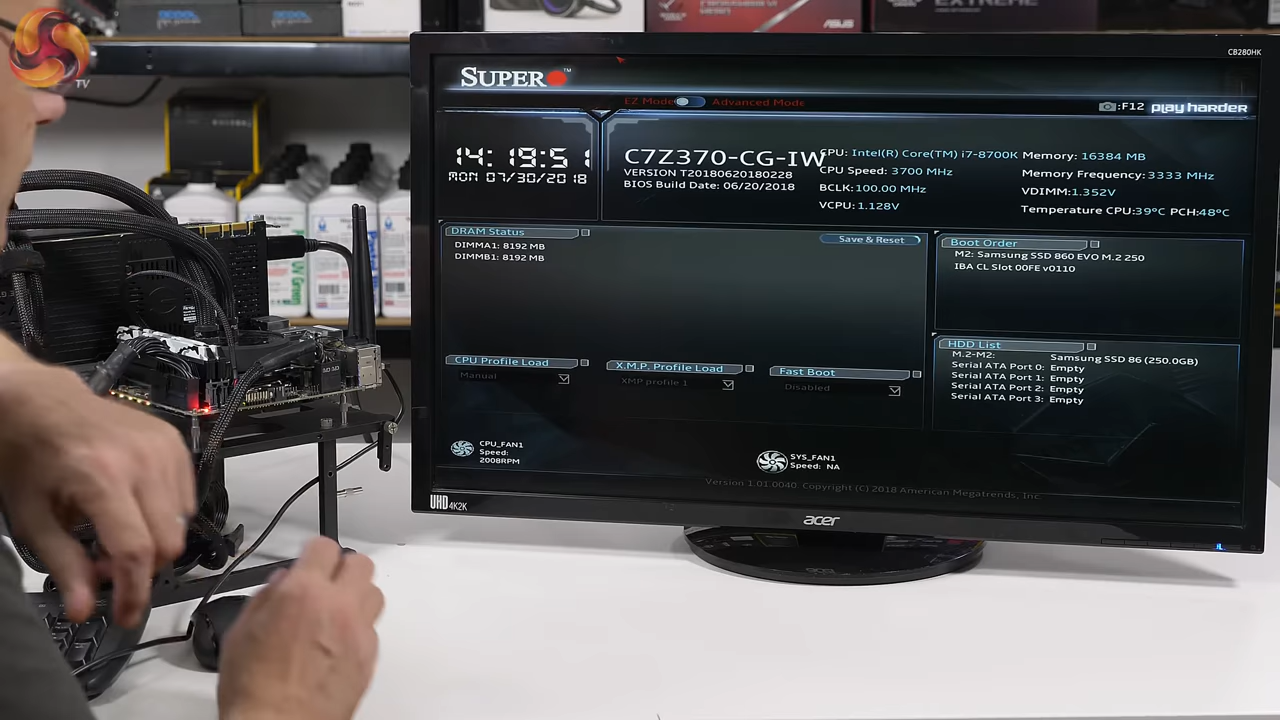 TV
ASUS
EXTREME
CB280HK
SUPER
TM
EZ Mode
Advanced Mode
:F12
play harder
14:19:51
MON 07/30/2018
C7Z370-CG-IW
VERSION T20180620180228
BIOS Build Date: 06/20/2018
CPU: Intel(R) Core(TM) i7-8700K
CPU Speed: 3700 MHz
BCLK:100.00 MHz
VCPU:1.128V
Memory: 16384 MB
Memory Frequency:3333 MHz
VDIMM:1.352V
Temperature CPU:39°C PCH:48°C
DRAM Status
DIMMA1: 8192 MB
DIMMB1: 8192 MB
Save & Reset
Boot Order
M2: Samsung SSD 860 EVO M.2 250
IBA CL Slot 00FE v0110
HDD List
M.2-M2: Samsung SSD 86 (250.0GB)
Serial ATA Port 0: Empty
Serial ATA Port 1: Empty
Serial ATA Port 2: Empty
Serial ATA Port 3: Empty
CPU Profile Load
Manual
X.M.P. Profile Load
XMP profile 1
Fast Boot
Disabled
CPU_FAN1
Speed:
2008RPM
SYS_FAN1
Speed: NA
Version 1.01.0040. Copyright (C) 2018 American Megatrends, Inc.
UHD 4K2K
acer